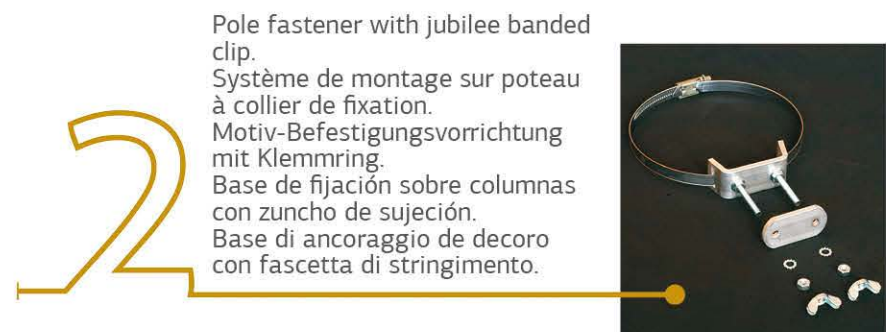 Pole fastener with jubilee banded
clip.
Système de montage sur poteau
à collier de fixation.
Motiv-Befestigungsvorrichtung
mit Klemmring.
Base de fijación sobre columnas
con zuncho de sujeción.
Base di ancoraggio de decoro
con fascetta di stringimento.
2